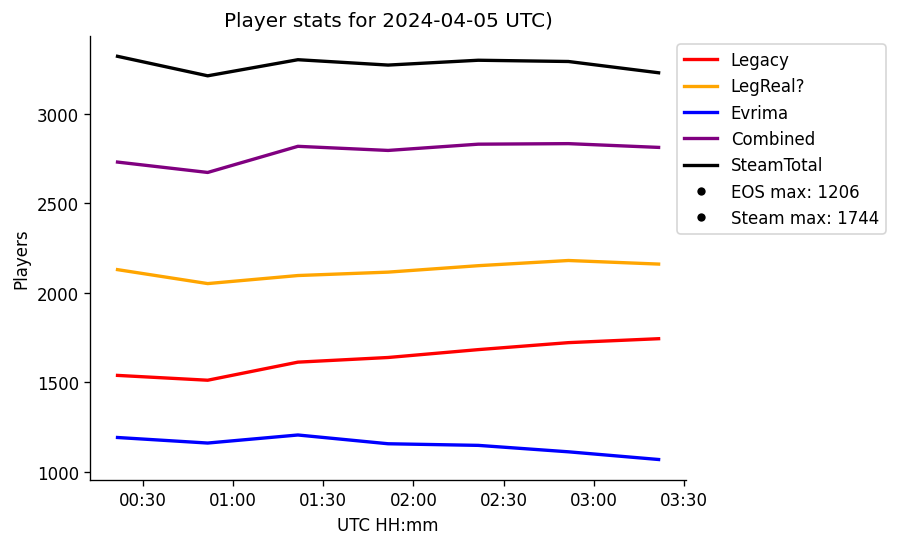 Player stats for 2024-04-05 UTC)
Legacy
LegReal?
Evrima
Combined
SteamTotal
EOS max: 1206
Steam max: 1744
Players
3000
2500
2000
1500
1000
00:30 01:00 01:30 02:00 02:30 03:00 03:30
UTC HH:mm